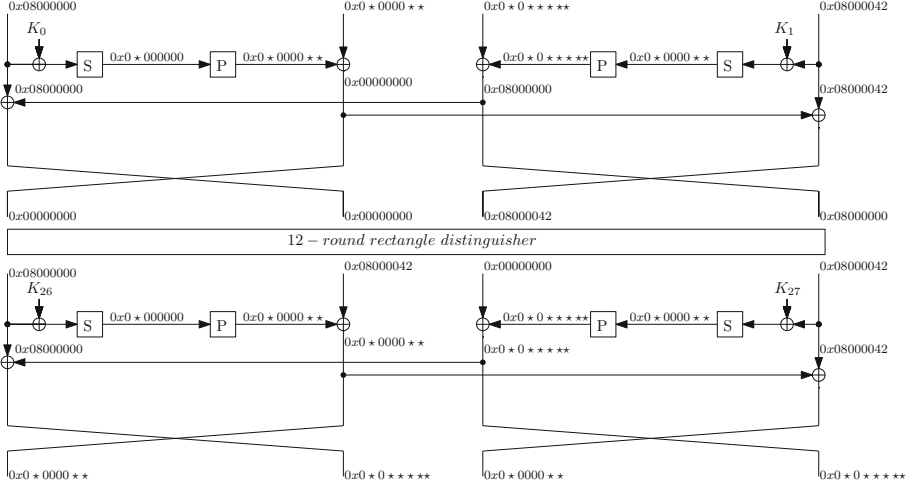 0x08000000 0x0⋆0000⋆⋆ 0x0⋆0⋆⋆⋆⋆⋆ 0x08000042
K0 K1
S 0x0⋆000000 P 0x0⋆0000⋆⋆ 0x0⋆0⋆⋆⋆⋆⋆ P 0x0⋆0000⋆⋆ S
0x08000000 0x00000000 0x08000000 0x08000042
0x00000000 0x00000000 0x08000042 0x08000000
12 − round rectangle distinguisher
0x08000000 0x08000042 0x00000000 0x08000042
K26 K27
S 0x0⋆000000 P 0x0⋆0000⋆⋆ 0x0⋆0⋆⋆⋆⋆⋆ P 0x0⋆0000⋆⋆ S
0x08000000 0x0⋆0000⋆⋆ 0x0⋆0⋆⋆⋆⋆⋆ 0x08000042
0x0⋆0000⋆⋆ 0x0⋆0⋆⋆⋆⋆⋆ 0x0⋆0000⋆⋆ 0x0⋆0⋆⋆⋆⋆⋆